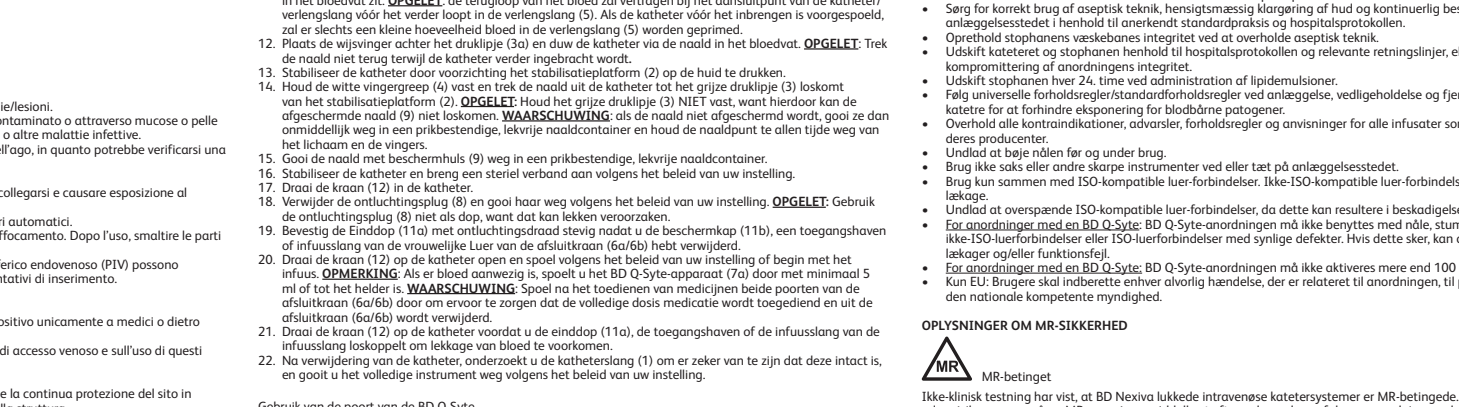 ie/lesioni.
ontaminato o attraverso mucose o pelle
o altre malattie infettive.
ell'ago, in quanto potrebbe verificarsi una
collegarsi e causare esposizione al
ri automatici.
ffocamento. Dopo l'uso, smaltire le parti
ferico endovenoso (PIV) possono
ntativi di inserimento.
ositivo unicamente a medici o dietro
di accesso venoso e sull'uso di questi
e la continua protezione del sito in
in het bloedvat zit. OPGELET: de terugloop van het bloed zal vertragen bij het aansluitpunt van de katheter/
verlengslang vóór het verder loopt in de verlengslang (5). Als de katheter vóór het inbrengen is voorgespoeld,
zal er slechts een kleine hoeveelheid bloed in de verlengslang (5) worden geprimed.
12. Plaats de wijsvinger achter het druklipje (3a) en duw de katheter via de naald in het bloedvat. OPGELET: Trek
de naald niet terug terwijl de katheter verder ingebracht wordt.
13. Stabiliseer de katheter door voorzichting het stabilisatieplatform (2) op de huid te drukken.
14. Houd de witte vingergreep (4) vast en trek de naald uit de katheter tot het grijze druklipje (3) loskomt
van het stabilisatieplatform (2). OPGELET: Houd het grijze druklipje (3) NIET vast, want hierdoor kan de
afgeschermde naald (9) niet loskomen. WAARSCHUWING: als de naald niet afgeschermd wordt, gooi ze dan
onmiddellijk weg in een prikbestendige, lekvrije naaldcontainer en houd de naaldpunt te allen tijde weg van
het lichaam en de vingers.
15. Gooi de naald met beschermhuls (9) weg in een prikbestendige, lekvrije naaldcontainer.
16. Stabiliseer de katheter en breng een steriel verband aan volgens het beleid van uw instelling.
17. Draai de kraan (12) in de katheter.
18. Verwijder de ontluchtingsplug (8) en gooi haar weg volgens het beleid van uw instelling. OPGELET: Gebruik
de ontluchtingsplug (8) niet als dop, want dat kan lekken veroorzaken.
19. Bevestig de Einddop (11a) met ontluchtingsdraad stevig nadat u de beschermkap (11b), een toegangshaven
of infuusslang van de vrouwelijke Luer van de afsluitkraan (6a/6b) hebt verwijderd.
20. Draai de kraan (12) op de katheter open en spoel volgens het beleid van uw instelling of begin met het
infuus. OPMERKING: Als er bloed aanwezig is, spoelt u het BD Q-Syte-apparaat (7a) door met minimaal 5
ml of tot het helder is. WAARSCHUWING: Spoel na het toedienen van medicijnen beide poorten van de
afsluitkraan (6a/6b) door om ervoor te zorgen dat de volledige dosis medicatie wordt toegediend en uit de
afsluitkraan (6a/6b) wordt verwijderd.
21. Draai de kraan (12) op de katheter voordat u de einddop (11a), de toegangshaven of de infuusslang van de
infuusslang loskoppelt om lekkage van bloed te voorkomen.
22. Na verwijdering van de katheter, onderzoekt u de katheterslang (1) om er zeker van te zijn dat deze intact is,
en gooit u het volledige instrument weg volgens het beleid van uw instelling.
Gebruik van de poort van de BD Q-Syte
• Sørg for korrekt brug af aseptisk teknik, hensigtsmæssig klargøring af hud og kontinuerlig bes
anlæggelsesstedet i henhold til anerkendt standardpraksis og hospitalsprotokollen.
• Oprethold stophanens væskebanes integritet ved at overholde aseptisk teknik.
• Udskift kateteret og stophanen henhold til hospitalsprotokollen og relevante retningslinjer, el
kompromittering af anordningens integritet.
• Udskift stophanen hver 24. time ved administration af lipidemulsioner.
• Følg universelle forholdsregler/standardforholdsregler ved anlæggelse, vedligeholdelse og fjer
katetre for at forhindre eksponering for blodbårne patogener.
• Overhold alle kontraindikationer, advarsler, forholdsregler og anvisninger for alle infusater so
deres producenter.
• Undlad at bøje nålen før og under brug.
• Brug ikke saks eller andre skarpe instrumenter ved eller tæt på anlæggelsesstedet.
• Brug kun sammen med ISO-kompatible luer-forbindelser. Ikke-ISO-kompatible luer-forbindels
lækage.
• Undlad at overspænde ISO-kompatible luer-forbindelser, da dette kan resultere i beskadigelse
• For anordninger med en BD Q-Syte: BD Q-Syte-anordningen må ikke benyttes med nåle, stum
ikke-ISO-luerforbindelser eller ISO-luerforbindelser med synlige defekter. Hvis dette sker, kan d
lækager og/eller funktionsfejl.
• For anordninger med en BD Q-Syte: BD Q-Syte-anordningen må ikke aktiveres mere end 100
• Kun EU: Brugere skal indberette enhver alvorlig hændelse, der er relateret til anordningen, til p
den nationale kompetente myndighed.
OPLYSNINGER OM MR-SIKKERHED
MR
MR-betinget
Ikke-klinisk testning har vist, at BD Nexiva lukkede intravenøse katetersystemer er MR-betingede.